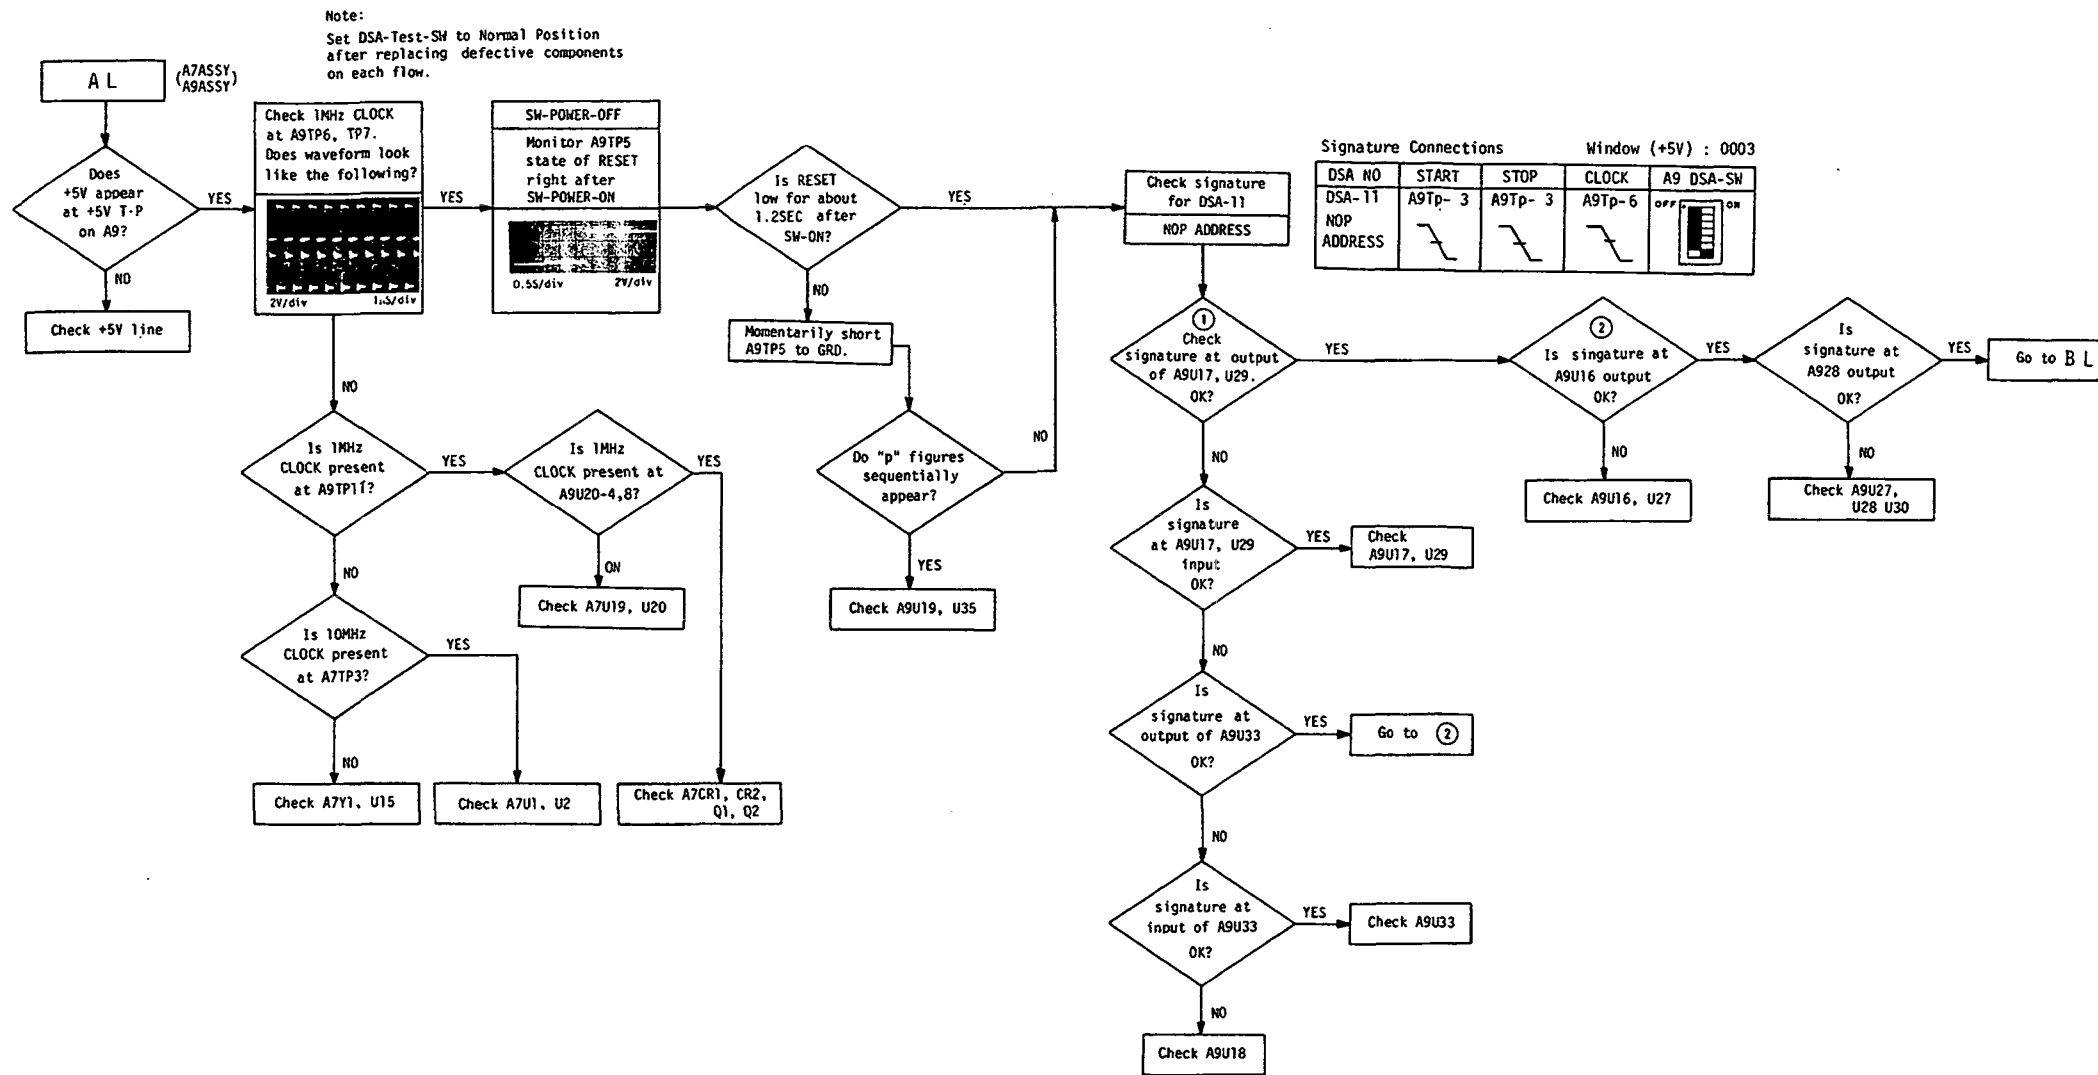 Note:
Set DSA-Test-SW to Normal Position
after replacing defective components
on each flow.
AL
(A7ASSY
A9ASSY)
Does
+5V appear
at +5V T·P
on A9?
YES
NO
Check +5V line
Check 1MHz CLOCK
at A9TP6, TP7.
Does waveform look
like the following?
2V/div
1µS/div
YES
NO
SW-POWER-OFF
Monitor A9TP5
state of RESET
right after
SW-POWER-ON
0.5S/div
2V/div
Is RESET
low for about
1.2SEC after
SW-ON?
YES
NO
Momentarily short
A9TP5 to GRD.
Do "p" figures
sequentially
appear?
NO
YES
Check A9U19, U35
Is 1MHz
CLOCK present
at A9TP11?
YES
NO
Is 1MHz
CLOCK present at
A9U20-4,8?
YES
ON
Check A7U19, U20
Is 10MHz
CLOCK present
at A7TP3?
YES
NO
Check A7Y1, U15
Check A7U1, U2
Check A7CR1, CR2,
Q1, Q2
Check signature
for DSA-11
NOP ADDRESS
Signature Connections
Window (+5V) : 0003
DSA NO
START
STOP
CLOCK
A9 DSA-SW
DSA-11
A9Tp- 3
A9Tp- 3
A9Tp-6
OFF
ON
NOP
ADDRESS
1
Check
signature at output
of A9U17, U29.
OK?
YES
NO
2
Is singature at
A9U16 output
OK?
YES
NO
Check A9U16, U27
Is
signature at
A928 output
OK?
YES
NO
Go to BL
Check A9U27,
U28 U30
Is
signature
at A9U17, U29
input
OK?
YES
NO
Check
A9U17, U29
Is
signature at
output of A9U33
OK?
YES
NO
Go to 2
Is
signature at
input of A9U33
OK?
YES
NO
Check A9U33
Check A9U18